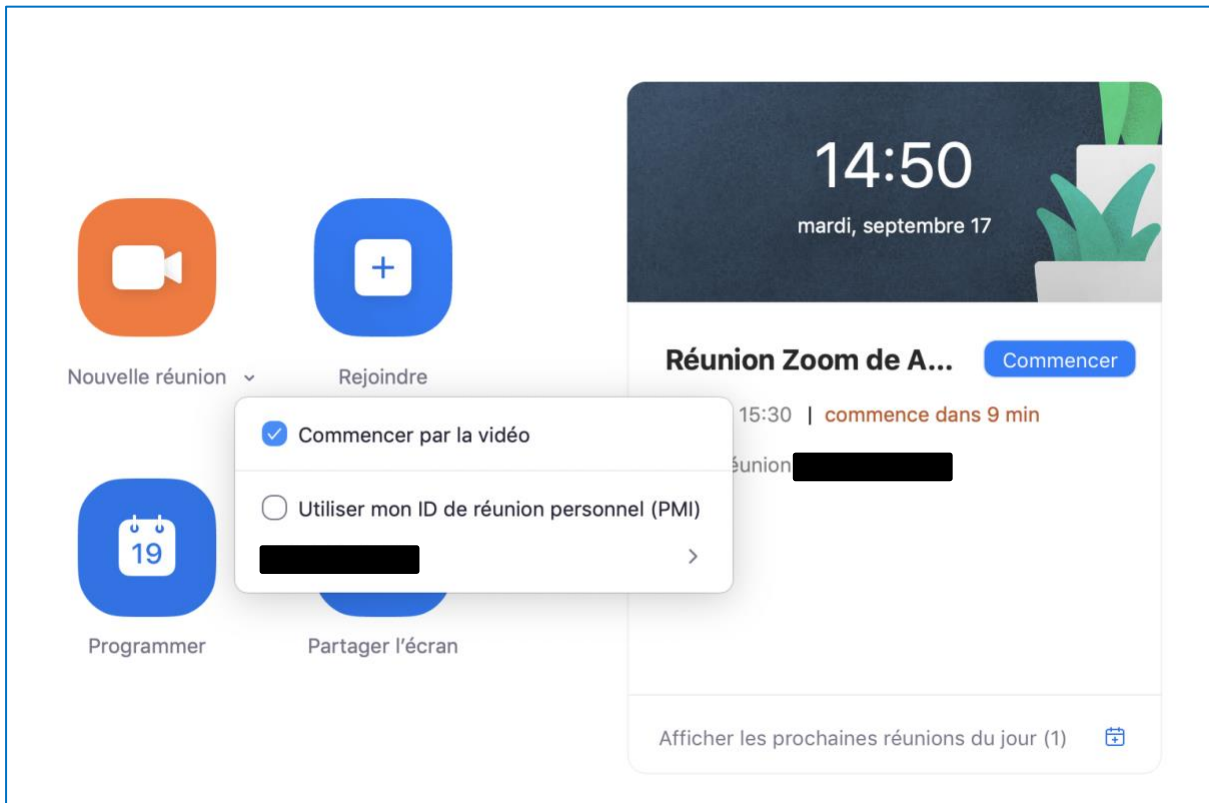 14:50
mardi, septembre 17
Nouvelle réunion
Rejoindre
Réunion Zoom de A...
Commencer
15:30 | commence dans 9 min
éunion
Commencer par la vidéo
Utiliser mon ID de réunion personnel (PMI)
19
Programmer
Partager l'écran
Afficher les prochaines réunions du jour (1)